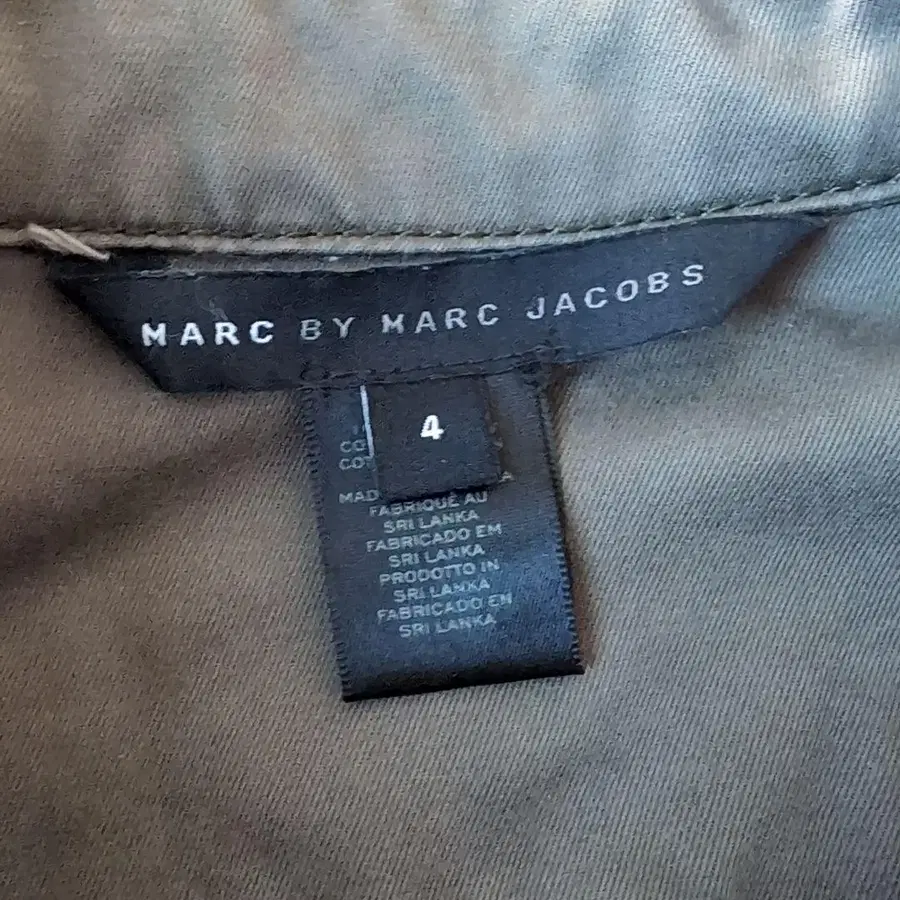 MARC BY MARC JACOBS
4
FABRIQUÉ AU
SRI LANKA
FABRICADO EM
SRI LANKA
PRODOTTO IN
SRI LANKA
FABRICADO EN
SRI LANKA